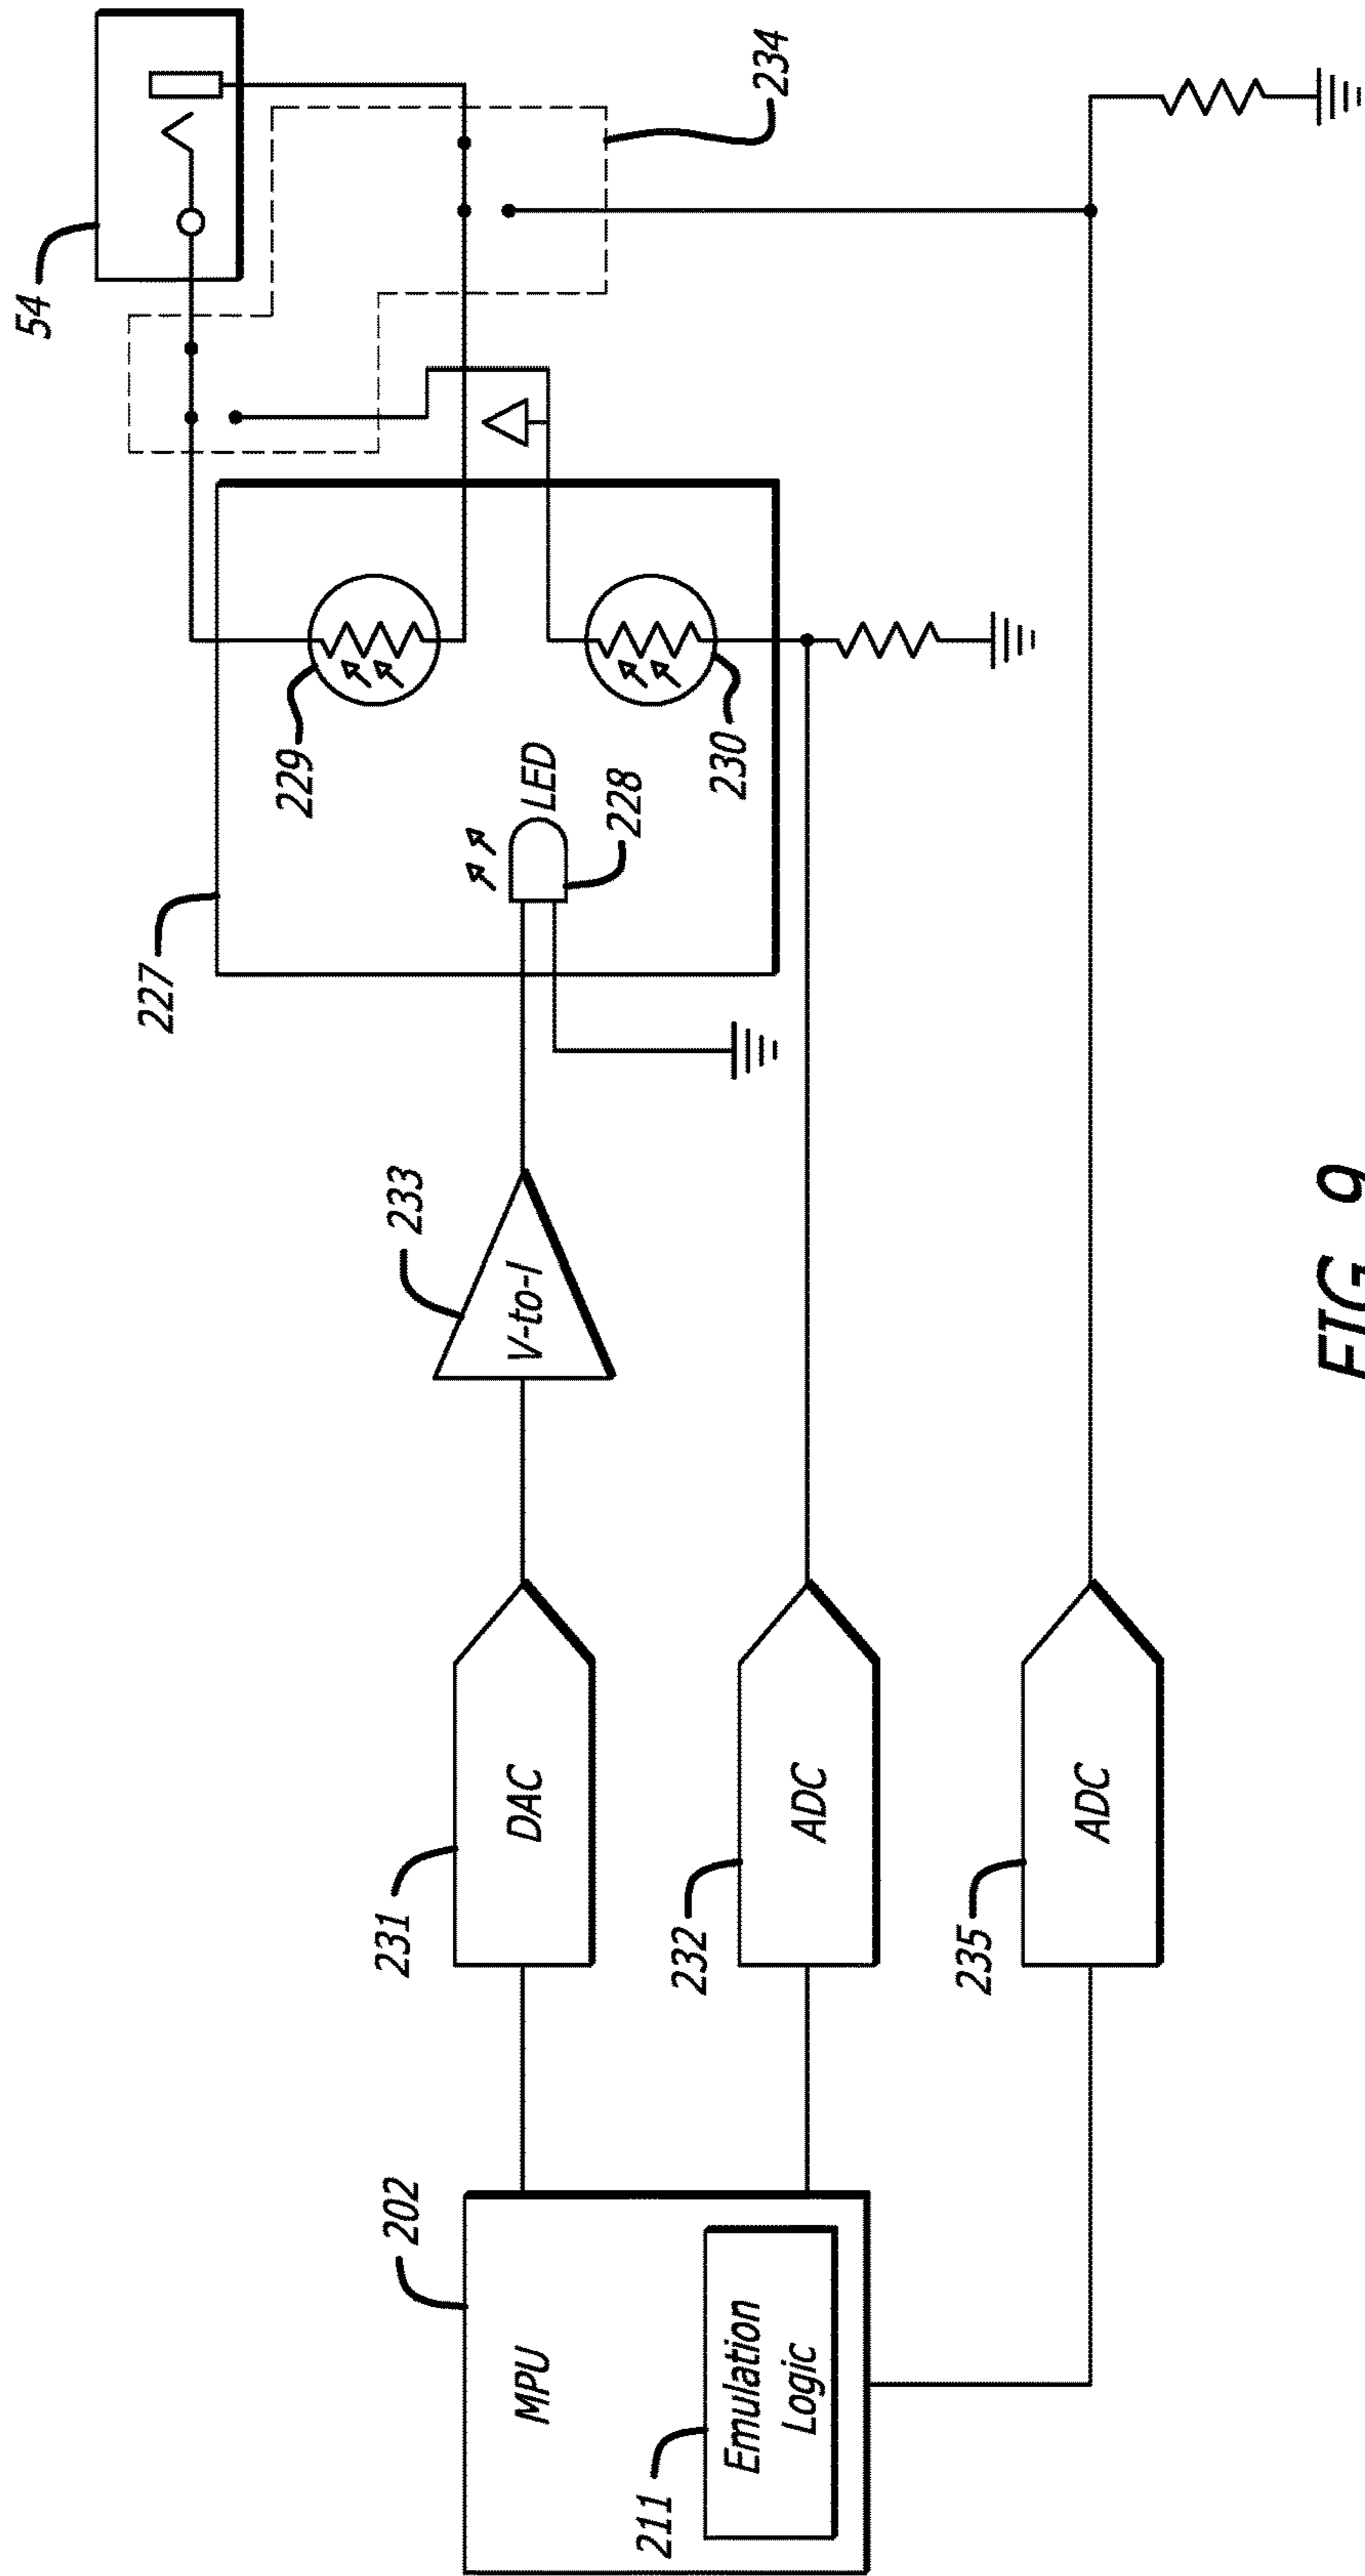 54
234
227
229
LED
228
230
233
V-to-I
231
DAC
232
ADC
235
ADC
202
MPU
211
Emulation
Logic
FIG. 9